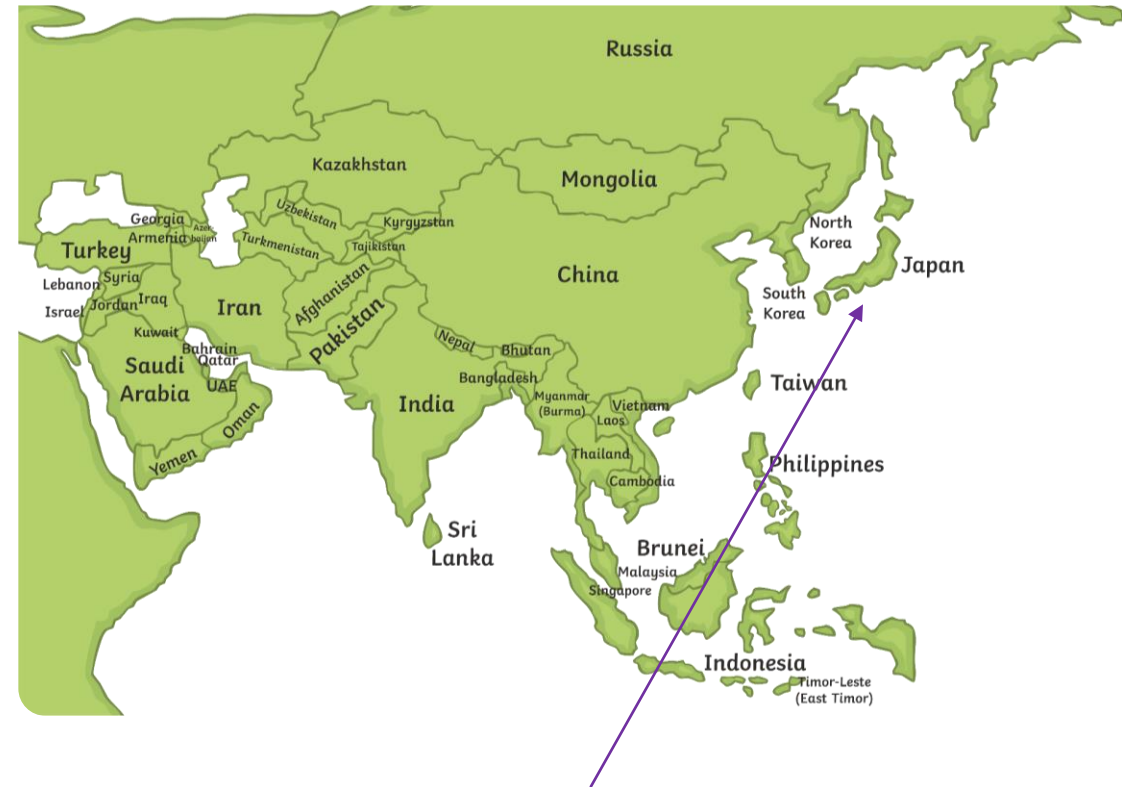 Russia
Kazakhstan
Mongolia
Georgia
Uzbekistan
Kyrgyzstan
Armenia
Azer-
baijan
Turkmenistan
Tajikistan
North
Korea
Turkey
Lebanon
Syria
China
Japan
Israel
Jordan
Iraq
Iran
Afghanistan
South
Korea
Kuwait
Pakistan
Nepal
Bhutan
Bahrain
Qatar
Saudi
Arabia
UAE
Bangladesh
Taiwan
India
Myanmar
(Burma)
Vietnam
Laos
Oman
Yemen
Thailand
Philippines
Cambodia
Sri
Lanka
Brunei
Malaysia
Singapore
Indonesia
Timor-Leste
(East Timor)